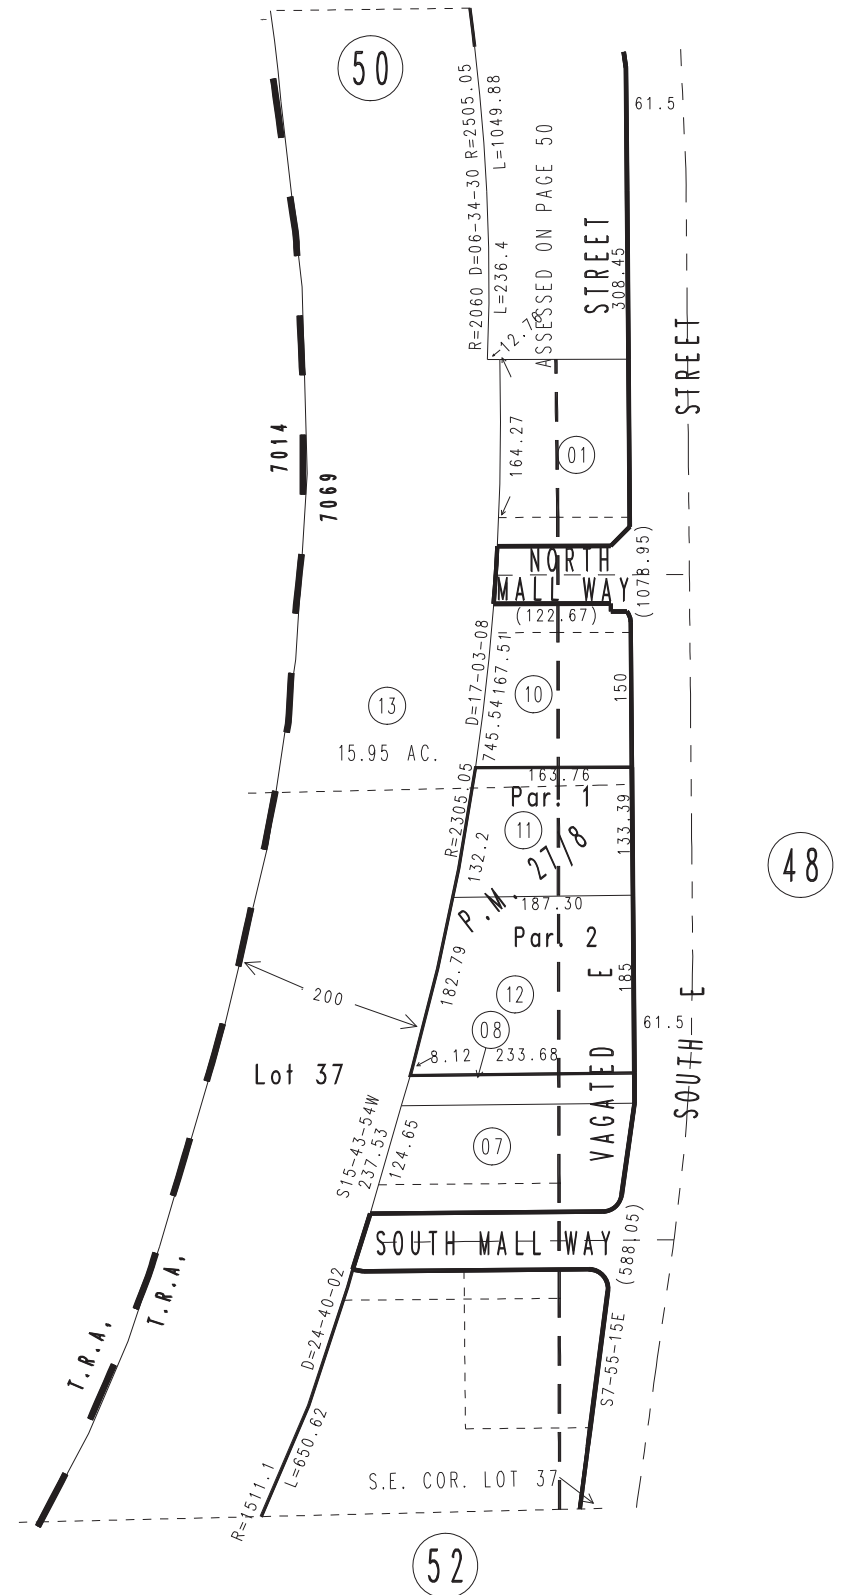 50
61.5
R=2505.05
L=1049.88
ASSESSED ON PAGE 50
STREET
308.45
R=2060 D=06-34-30
L=236.4
12.78
STREET
164.27
01
7014
7069
NORTH
MALL WAY
(1078.95)
(122.67)
D=17-03-08
745.54
167.51
10
150
13
15.95 AC.
163.76
Par. 1
R=2305.05
11
133.39
132.2
P.M. 27/8
48
187.30
Par. 2
182.79
12
E
185
200
08
61.5
SOUTH E
8.12
233.68
Lot 37
VAGATED
S15-43-54W
237.53
124.65
07
SOUTH MALL WAY
(588.05)
T.R.A.
T.R.A.
D=24-40-02
S7-55-15E
L=650.62
R=1511.1
S.E. COR. LOT 37
52